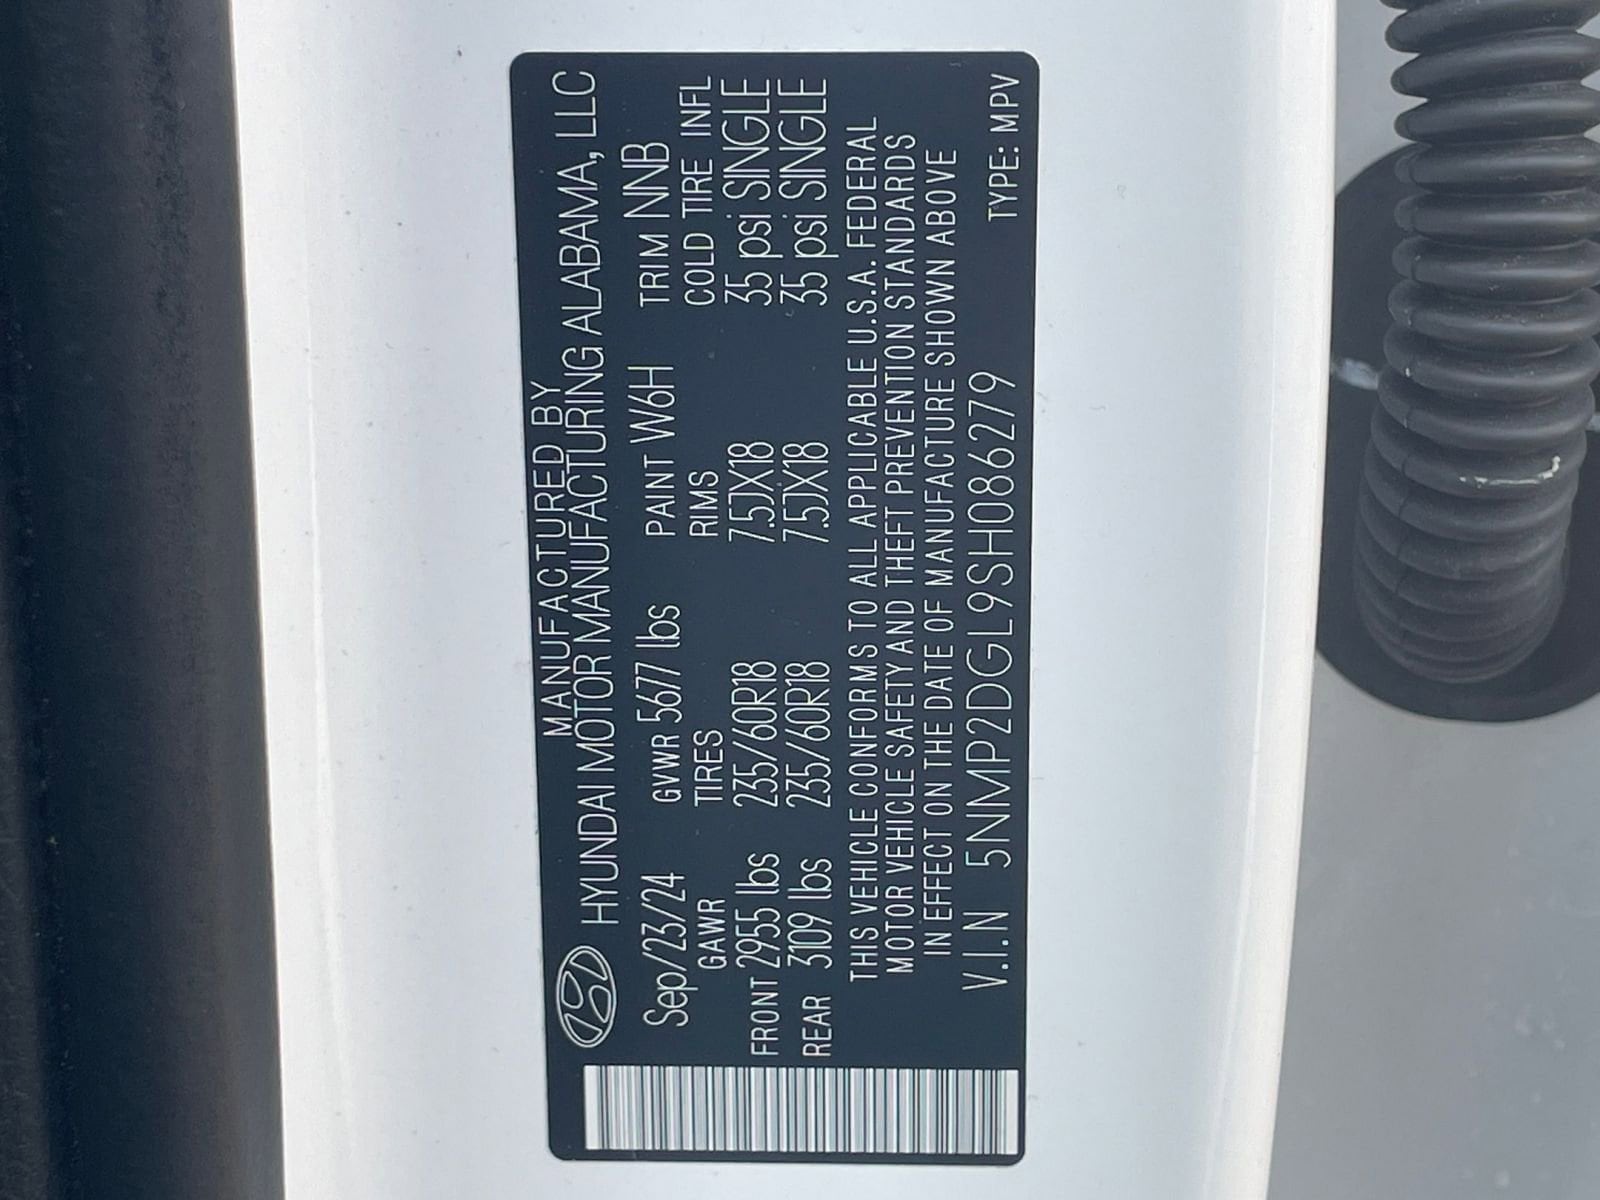 MANUFACTURED BY
HYUNDAI MOTOR MANUFACTURING ALABAMA, LLC
Sep/23/24 GVWR 5677 lbs PAINT W6H TRIM NNB
GAWR TIRES RIMS COLD TIRE INFL
FRONT 2955 lbs 235/60R18 7.5JX18 35 psi SINGLE
REAR 3109 lbs 235/60R18 7.5JX18 35 psi SINGLE
THIS VEHICLE CONFORMS TO ALL APPLICABLE U.S.A. FEDERAL
MOTOR VEHICLE SAFETY AND THEFT PREVENTION STANDARDS
IN EFFECT ON THE DATE OF MANUFACTURE SHOWN ABOVE
V.I.N 5NMP2DGL9SH086279 TYPE: MPV